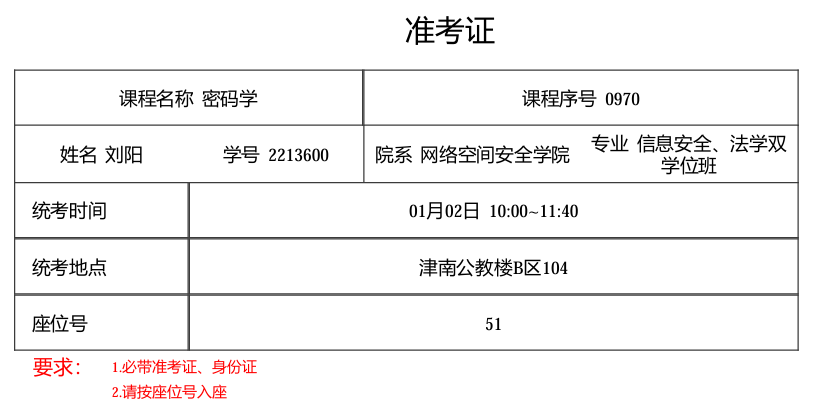 准考证
课程名称 密码学 课程序号 0970
姓名 刘阳 学号 2213600 院系 网络空间安全学院 专业 信息安全、法学双
学位班
统考时间 01月02日 10:00~11:40
统考地点 津南公教楼B区104
座位号 51
要求： 1.必带准考证、身份证
2.请按座位号入座